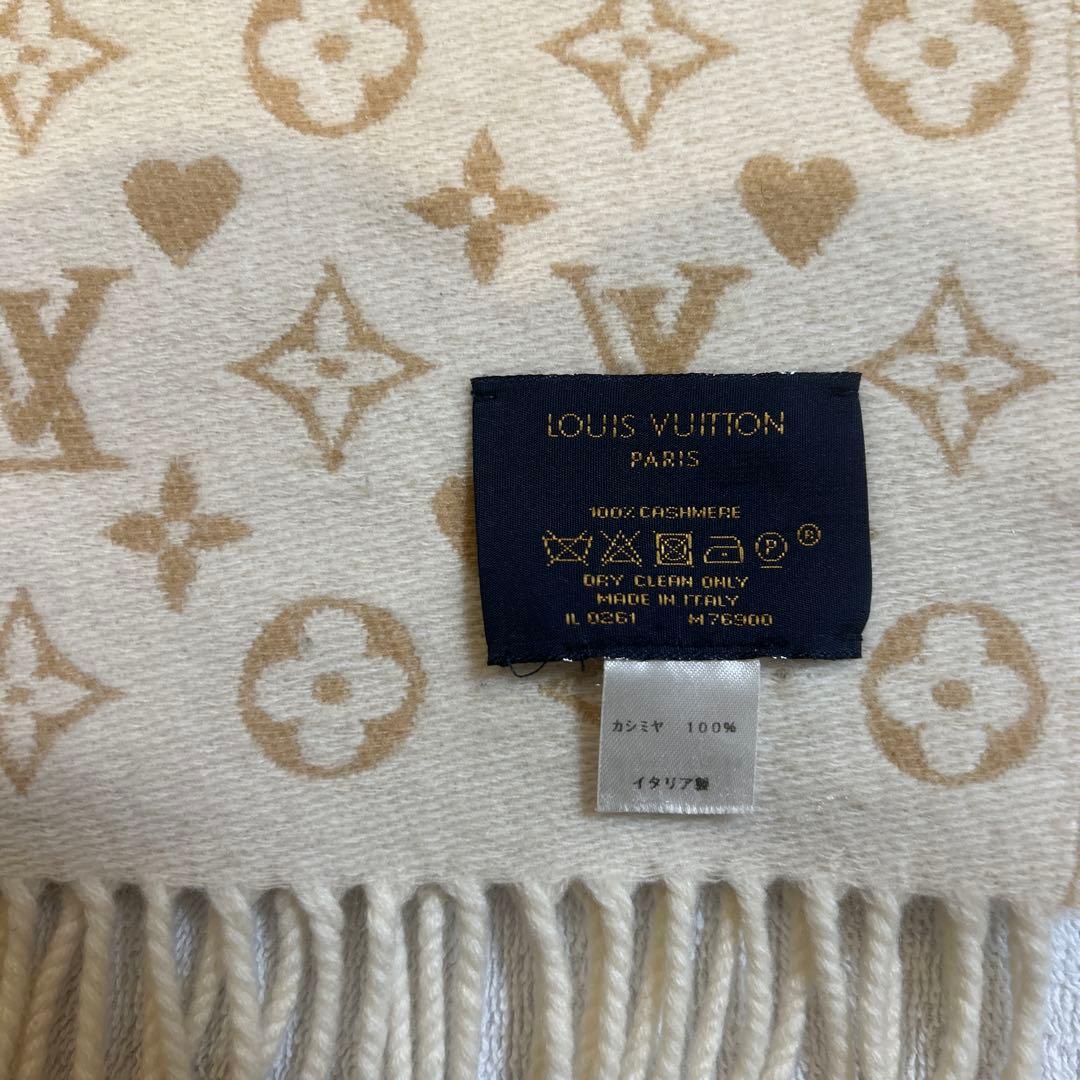 LOUIS VUITTON
PARIS
100% CASHMERE
P ®
DRY CLEAN ONLY
MADE IN ITALY
IL 0261 M76900
カシミヤ 100%
イタリア製